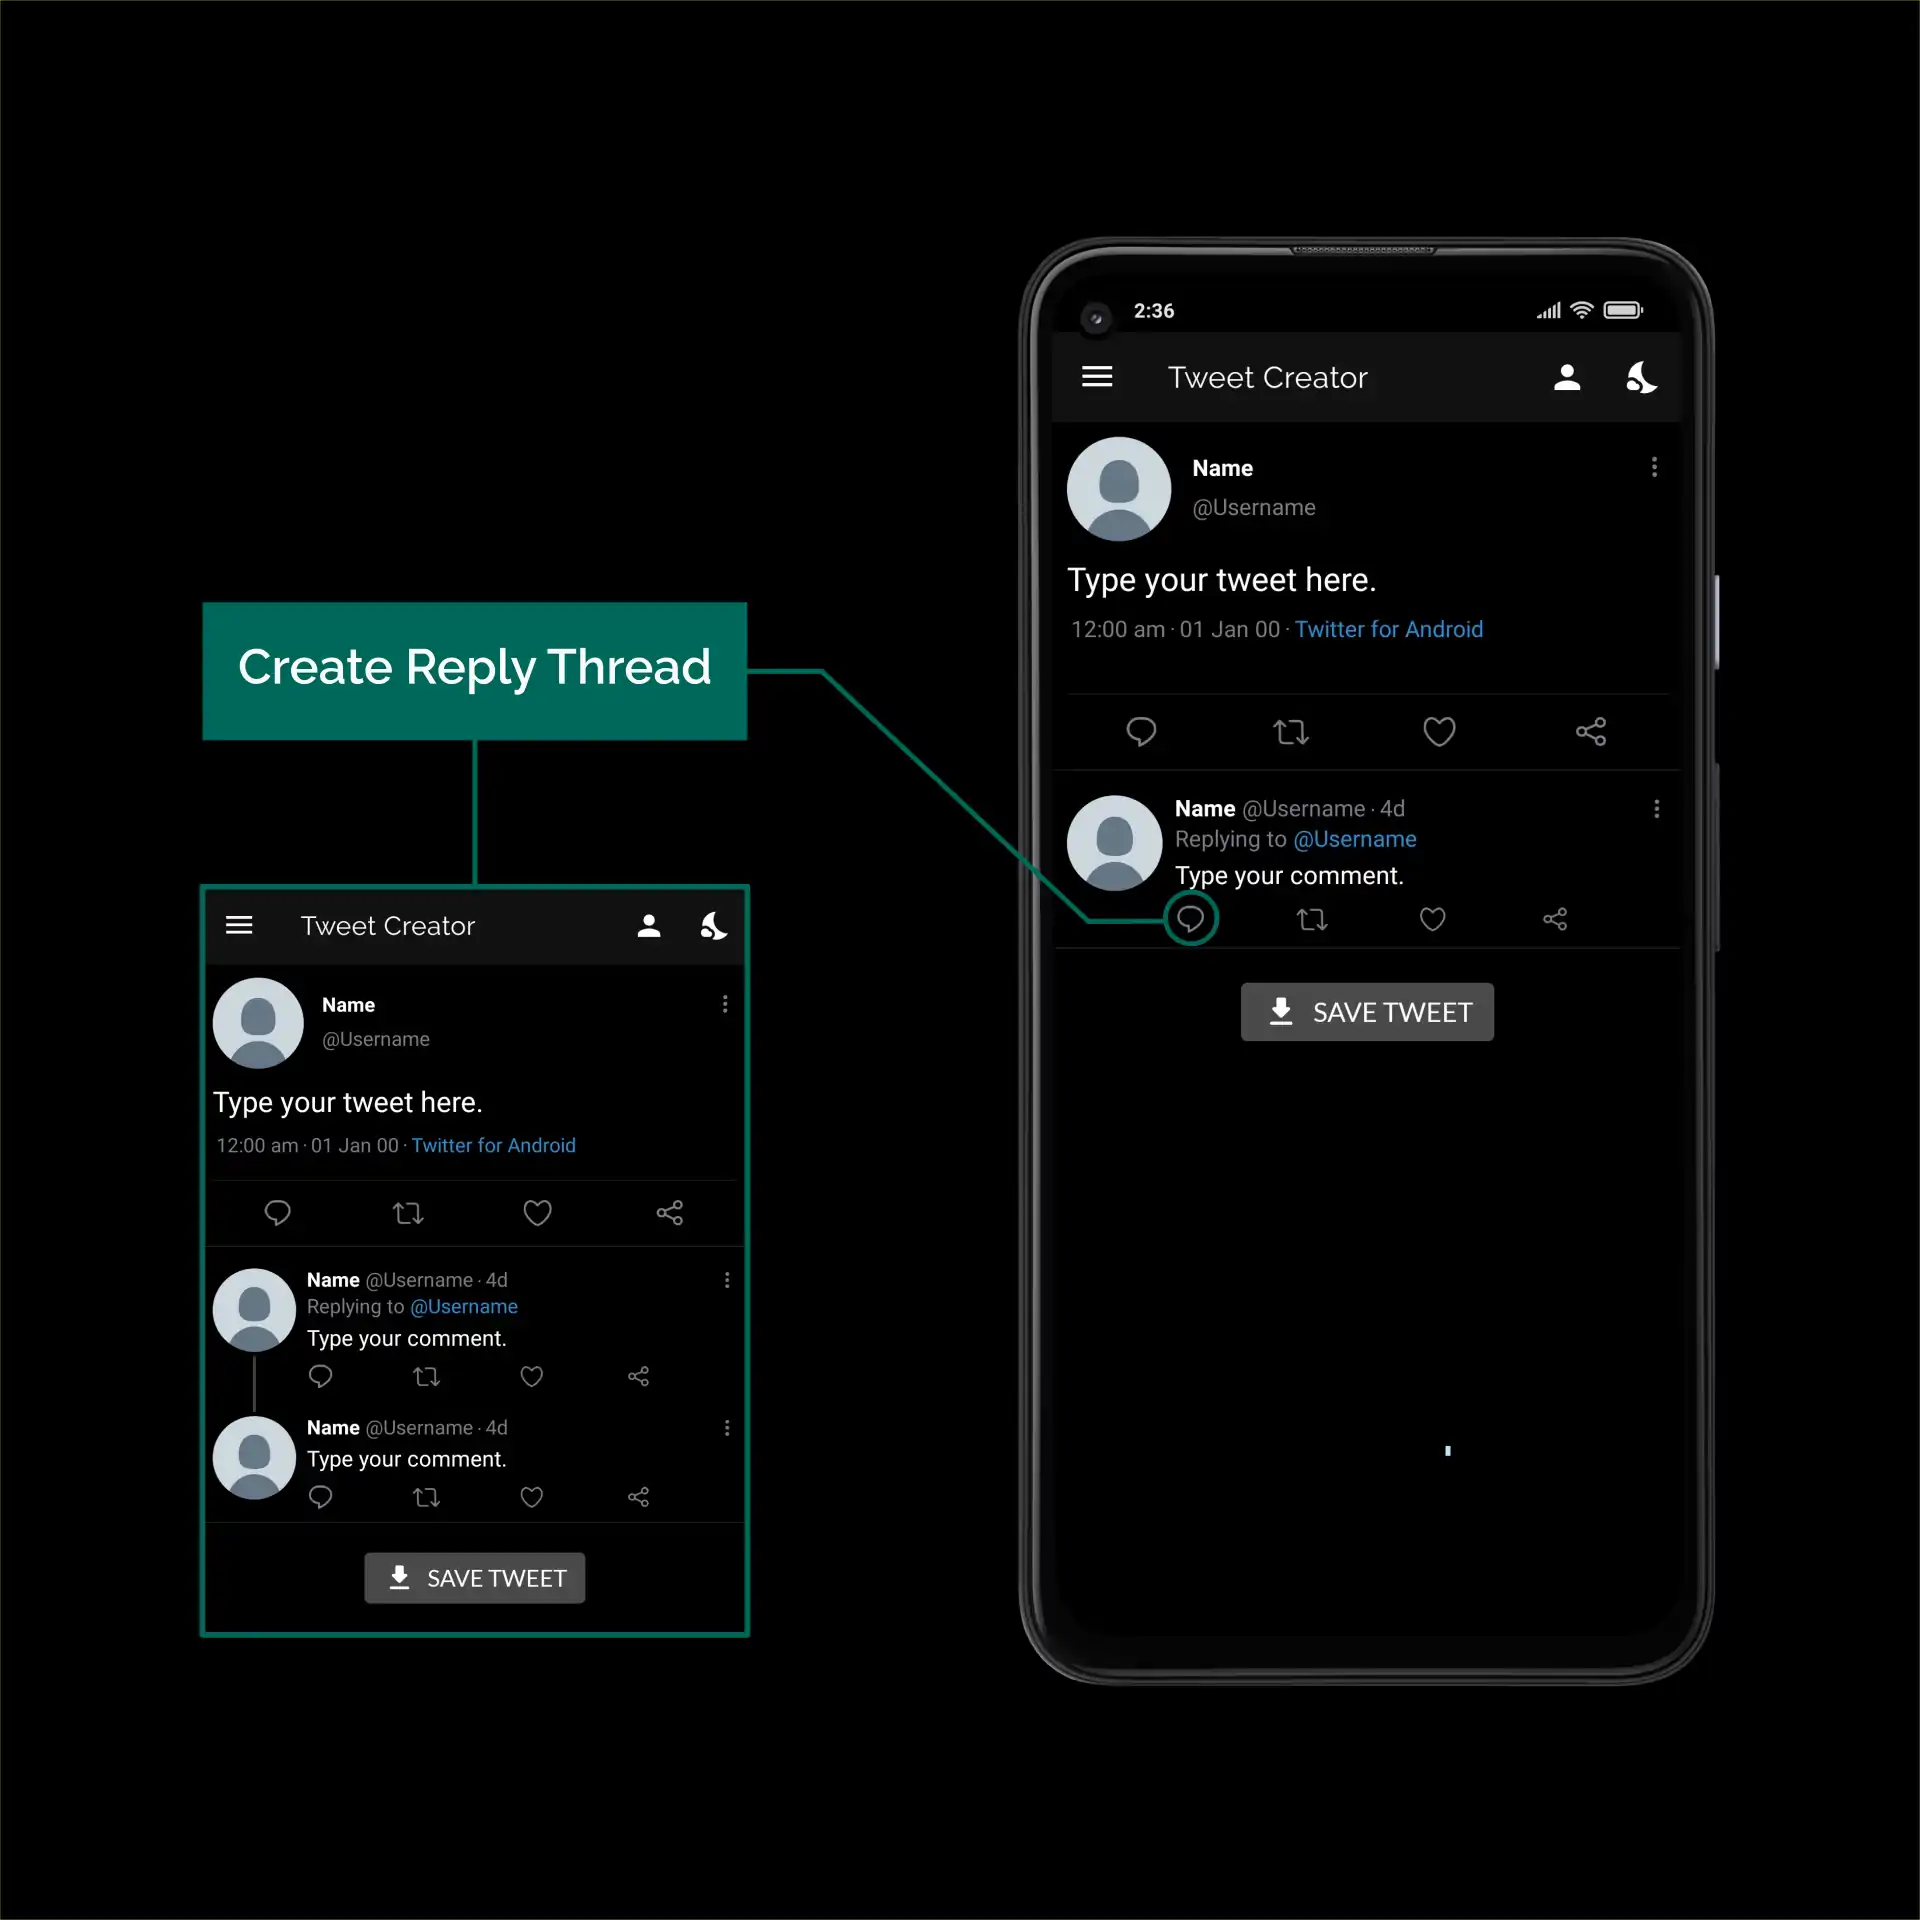 Create Reply Thread
Tweet Creator
Name
@Username
Type your tweet here.
12:00 am · 01 Jan 00 · Twitter for Android
Name @Username · 4d
Replying to @Username
Type your comment.
Name @Username · 4d
Type your comment.
SAVE TWEET
2:36
Tweet Creator
Name
@Username
Type your tweet here.
12:00 am · 01 Jan 00 · Twitter for Android
Name @Username · 4d
Replying to @Username
Type your comment.
SAVE TWEET